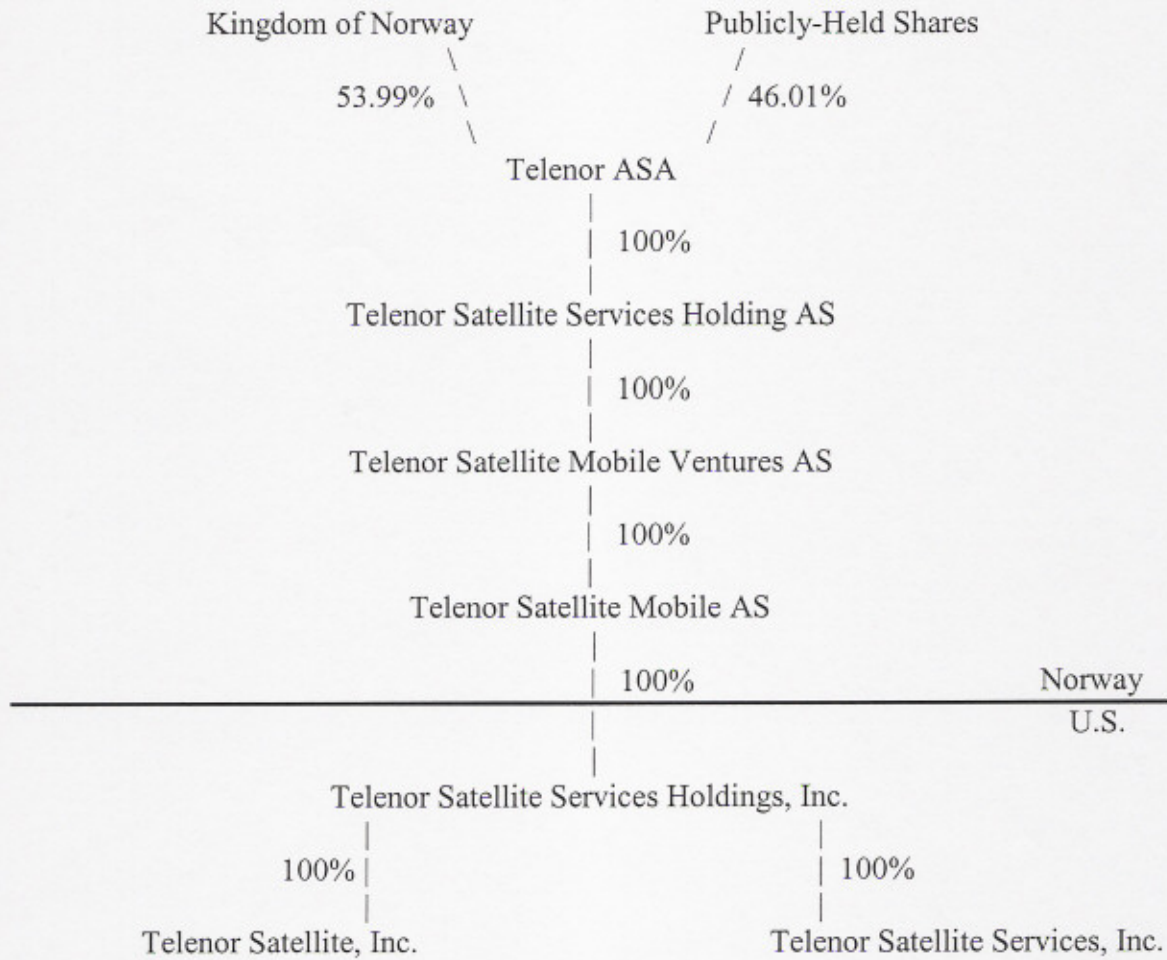 Kingdom of Norway Publicly-Held Shares
53.99% 46.01%
Telenor ASA
100%
Telenor Satellite Services Holding AS
100%
Telenor Satellite Mobile Ventures AS
100%
Telenor Satellite Mobile AS
100% Norway
U.S.
Telenor Satellite Services Holdings, Inc.
100% 100%
Telenor Satellite, Inc. Telenor Satellite Services, Inc.